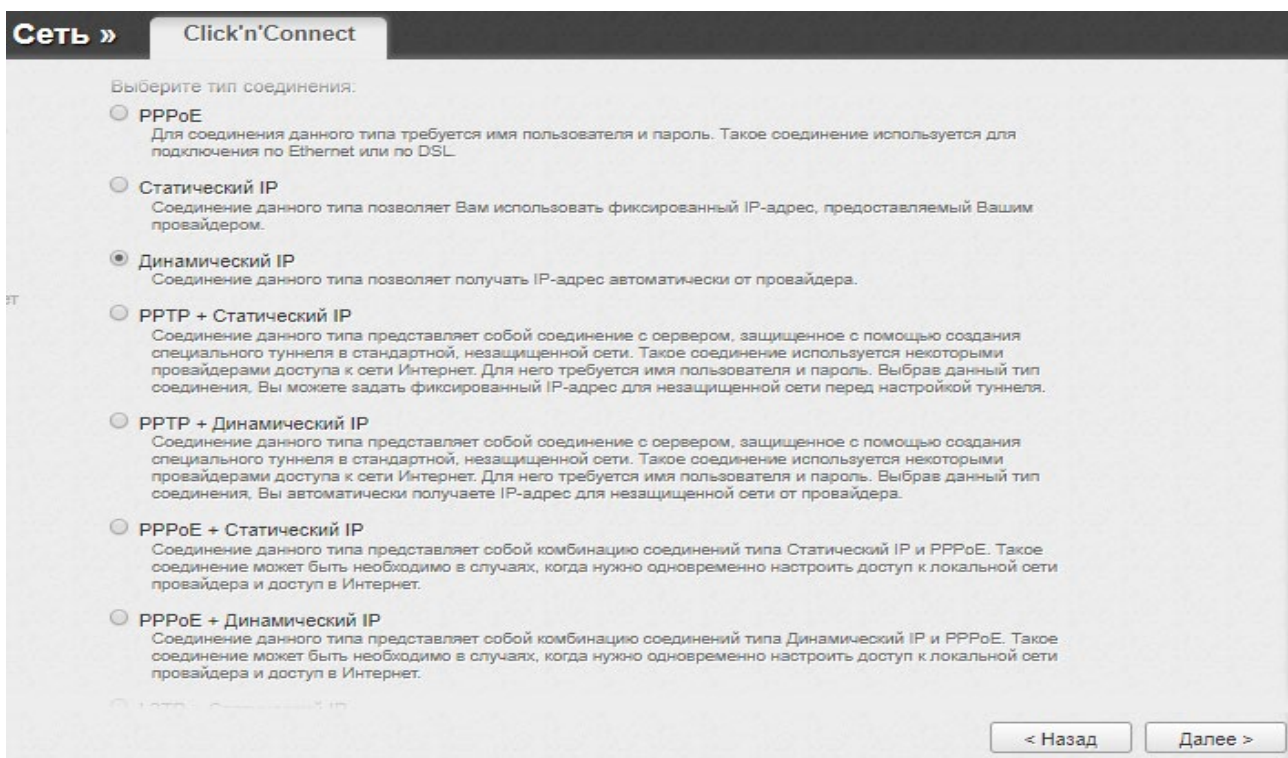 Сеть »
Click'n'Connect
Выберите тип соединения:
PPPoE
Для соединения данного типа требуется имя пользователя и пароль. Такое соединение используется для
подключения по Ethernet или по DSL.
Статический IP
Соединение данного типа позволяет Вам использовать фиксированный IP-адрес, предоставляемый Вашим
провайдером.
Динамический IP
Соединение данного типа позволяет получать IP-адрес автоматически от провайдера.
ет
PPTP + Статический IP
Соединение данного типа представляет собой соединение с сервером, защищенное с помощью создания
специального туннеля в стандартной, незащищенной сети. Такое соединение используется некоторыми
провайдерами доступа к сети Интернет. Для него требуется имя пользователя и пароль. Выбрав данный тип
соединения, Вы можете задать фиксированный IP-адрес для незащищенной сети перед настройкой туннеля.
PPTP + Динамический IP
Соединение данного типа представляет собой соединение с сервером, защищенное с помощью создания
специального туннеля в стандартной, незащищенной сети. Такое соединение используется некоторыми
провайдерами доступа к сети Интернет. Для него требуется имя пользователя и пароль. Выбрав данный тип
соединения, Вы автоматически получаете IP-адрес для незащищенной сети от провайдера.
PPPoE + Статический IP
Соединение данного типа представляет собой комбинацию соединений типа Статический IP и PPPoE. Такое
соединение может быть необходимо в случаях, когда нужно одновременно настроить доступ к локальной сети
провайдера и доступ в Интернет.
PPPoE + Динамический IP
Соединение данного типа представляет собой комбинацию соединений типа Динамический IP и PPPoE. Такое
соединение может быть необходимо в случаях, когда нужно одновременно настроить доступ к локальной сети
провайдера и доступ в Интернет.
< Назад
Далее >